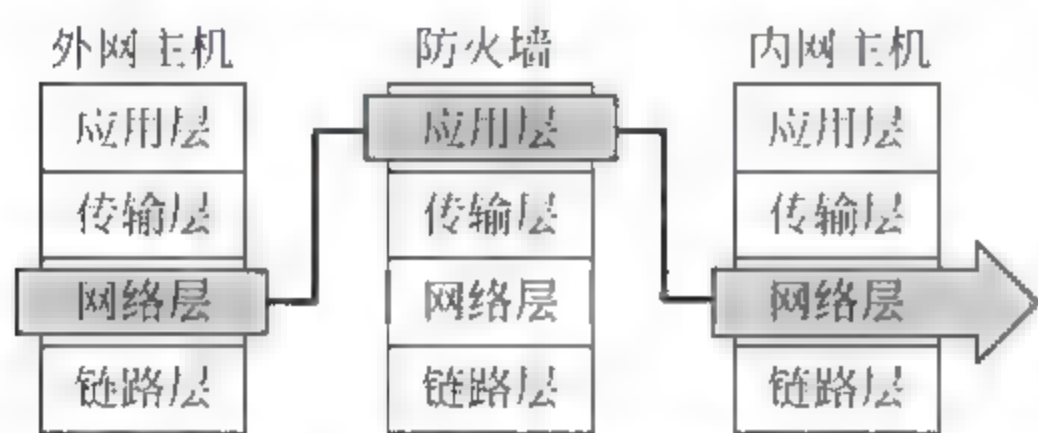 外网主机 防火墙 内网主机
应用层 应用层 应用层
传输层 传输层 传输层
网络层 网络层 网络层
链路层 链路层 链路层